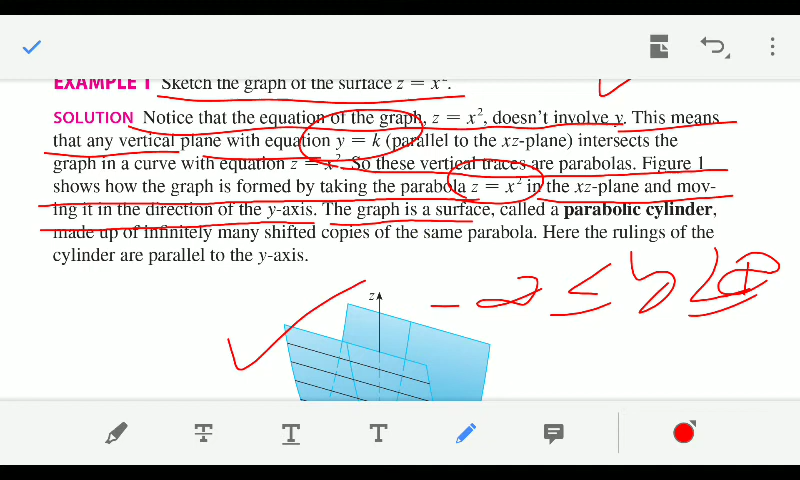 EXAMPLE 1 Sketch the graph of the surface z = x².
SOLUTION Notice that the equation of the graph, z = x², doesn't involve y. This means
that any vertical plane with equation y = k (parallel to the xz-plane) intersects the
graph in a curve with equation z = x². So these vertical traces are parabolas. Figure 1
shows how the graph is formed by taking the parabola z = x² in the xz-plane and mov-
ing it in the direction of the y-axis. The graph is a surface, called a parabolic cylinder,
made up of infinitely many shifted copies of the same parabola. Here the rulings of the
cylinder are parallel to the y-axis.
z
- 2 ≤
T T T